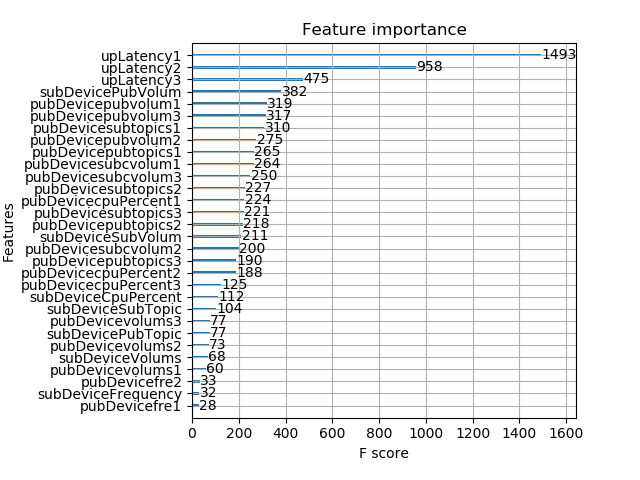 Feature importance
upLatency1 1493
upLatency2 958
upLatency3 475
subDevicePubVolum 382
pubDevicepubvolum1 319
pubDevicepubvolum3 317
pubDevicesubtopics1 310
pubDevicepubvolum2 275
pubDevicepubtopics1 265
pubDevicesubcvolum1 264
pubDevicesubcvolum3 250
pubDevicesubtopics2 227
pubDevicecpuPercent1 224
pubDevicesubtopics3 221
pubDevicepubtopics2 218
subDeviceSubVolum 211
pubDevicesubcvolum2 200
pubDevicepubtopics3 190
pubDevicecpuPercent2 188
pubDevicecpuPercent3 125
subDeviceCpuPercent 112
subDeviceSubTopic 104
pubDevicevolums3 77
subDevicePubTopic 77
pubDevicevolums2 73
subDeviceVolums 68
pubDevicevolums1 60
pubDevicefre2 33
subDeviceFrequency 32
pubDevicefre1 28
Features
0 200 400 600 800 1000 1200 1400 1600
F score